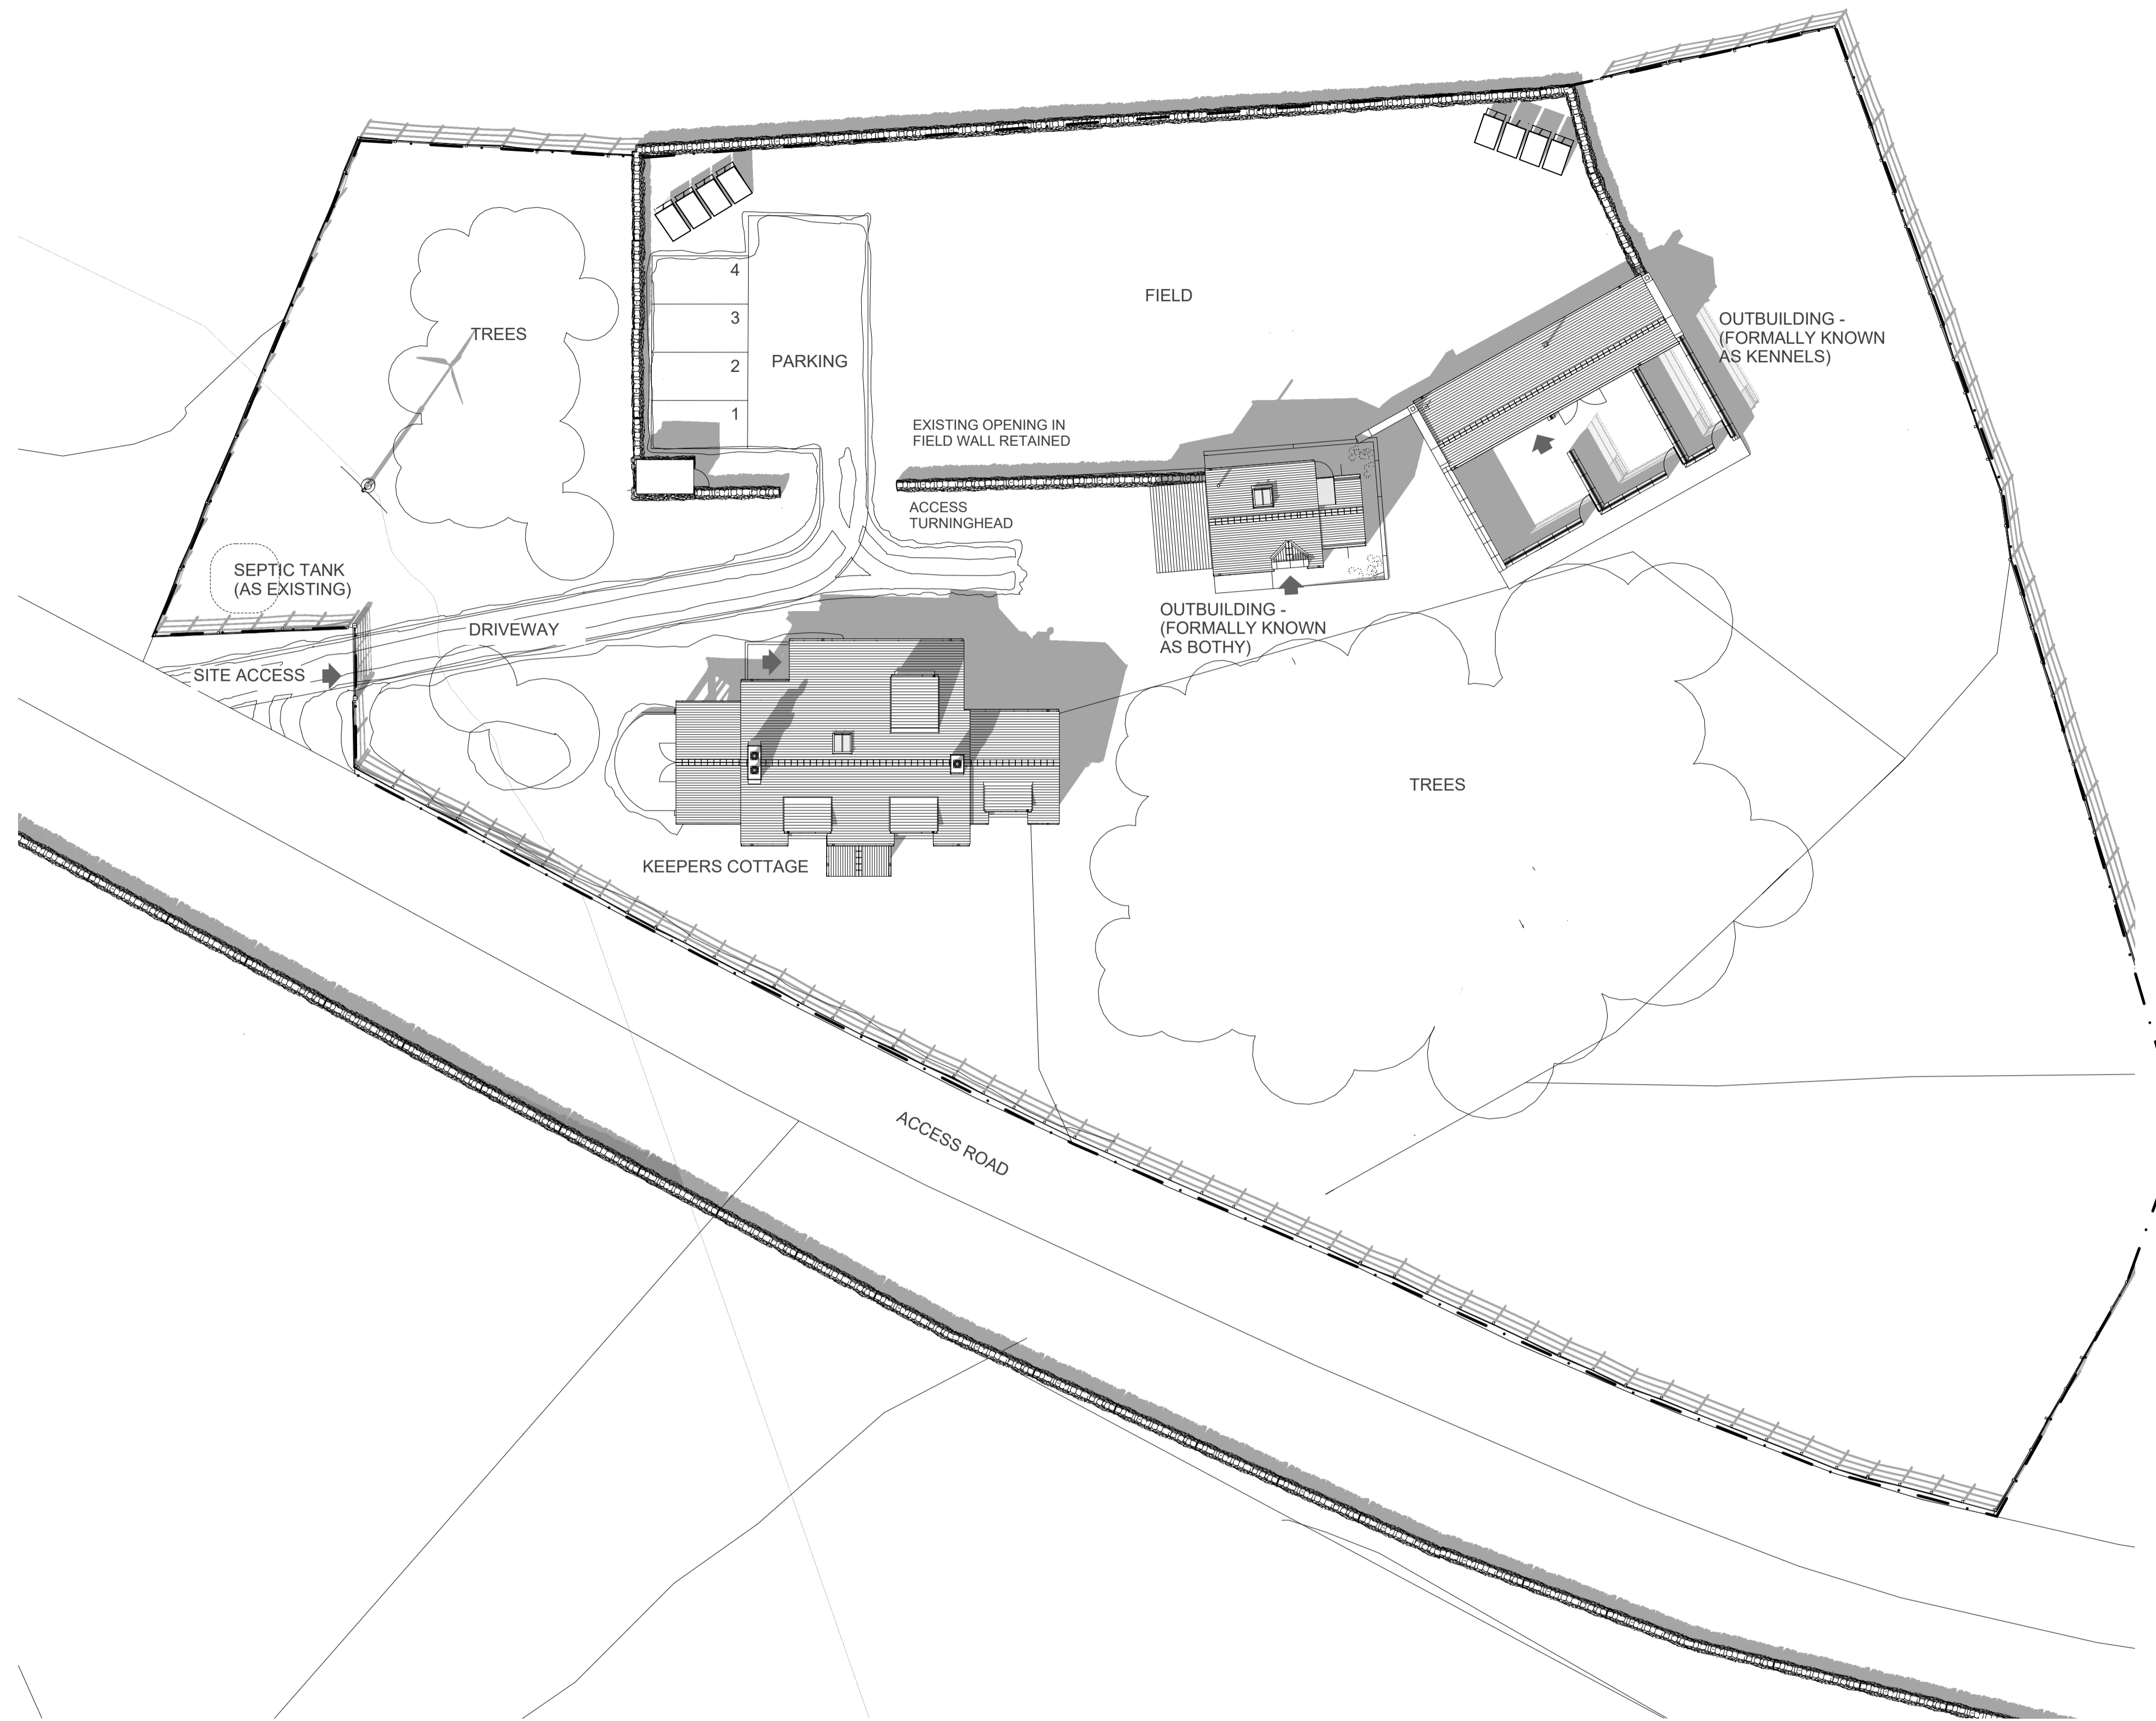 4
3
2
1
PARKING
TREES
FIELD
OUTBUILDING -
(FORMALLY KNOWN
AS KENNELS)
EXISTING OPENING IN
FIELD WALL RETAINED
ACCESS
TURNINGHEAD
SEPTIC TANK
(AS EXISTING)
DRIVEWAY
SITE ACCESS
OUTBUILDING -
(FORMALLY KNOWN
AS BOTHY)
TREES
KEEPERS COTTAGE
ACCESS ROAD